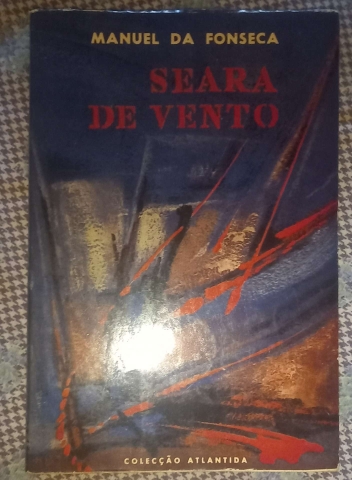 MANUEL DA FONSECA
SEARA
DE VENTO
COLECÇÃO ATLANTIDA